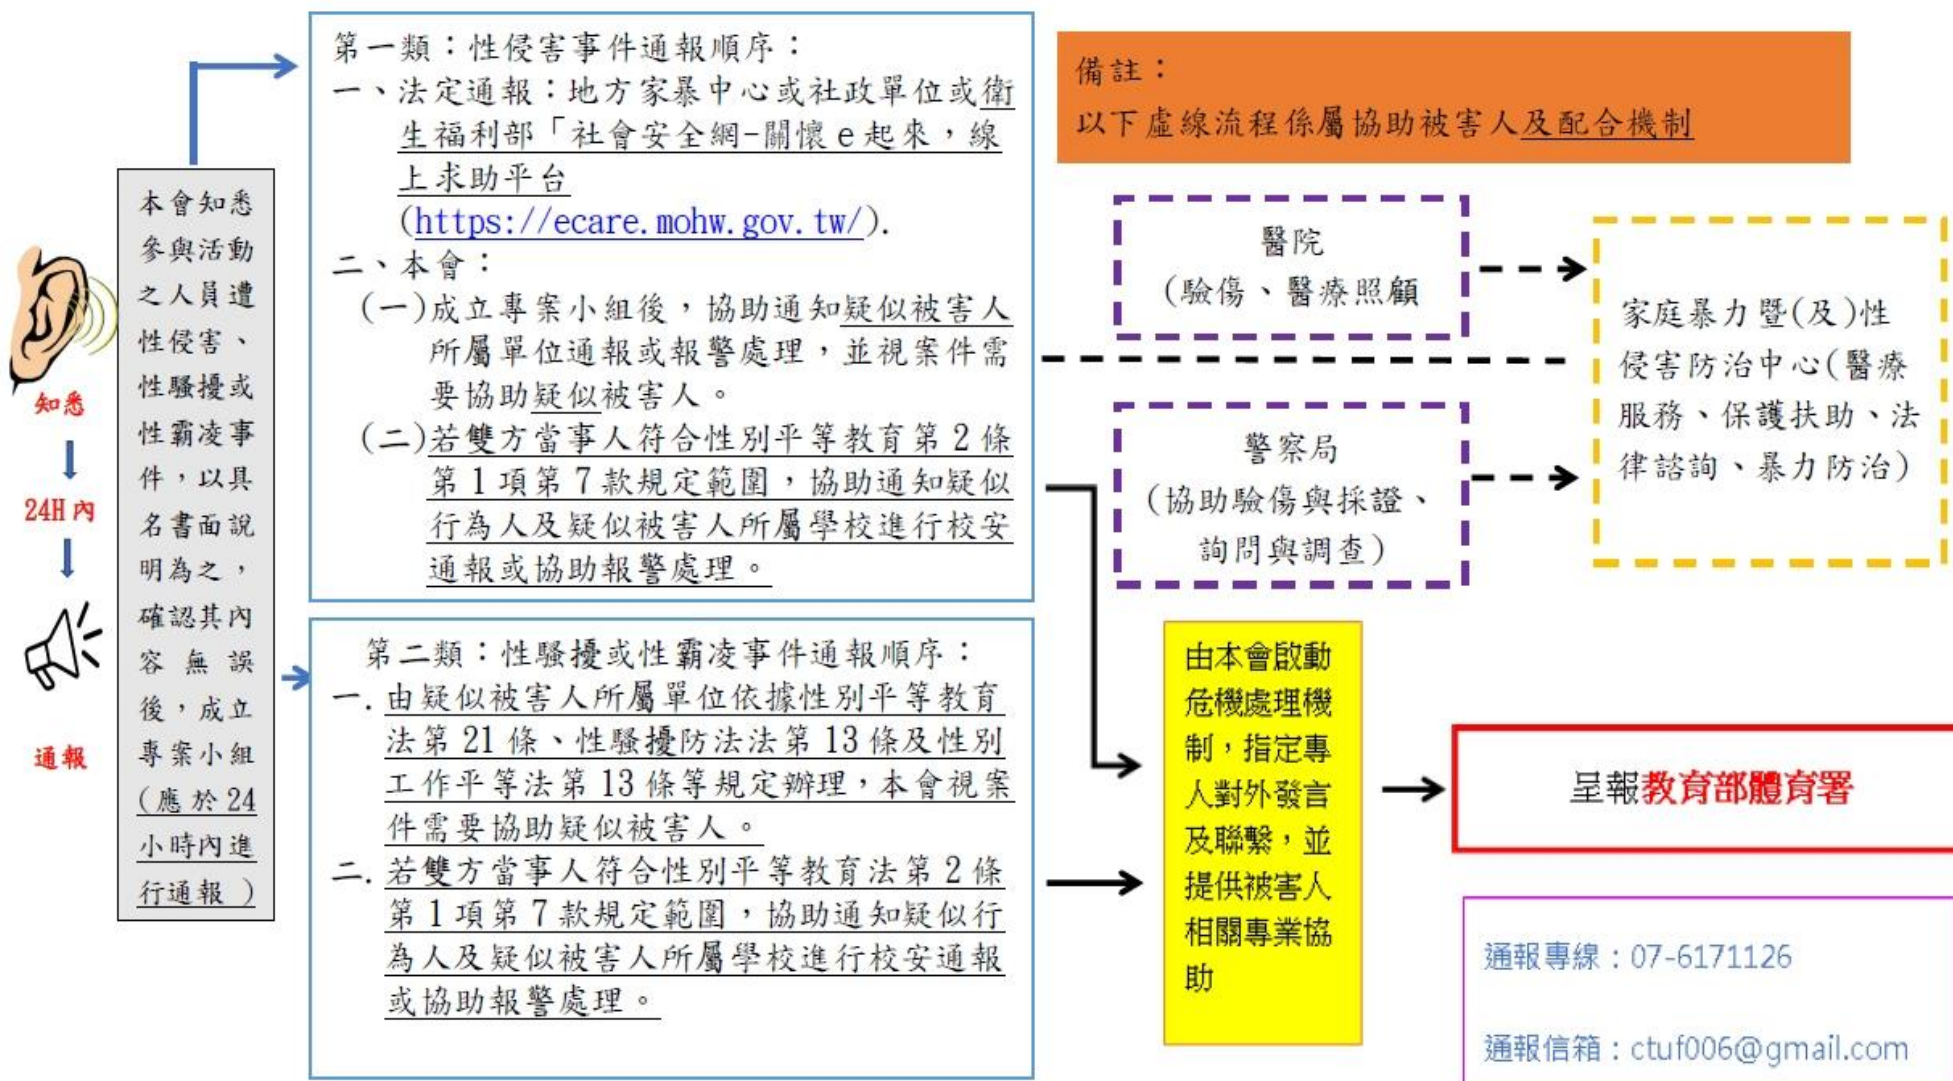 知悉
24H 內
通報
本會知悉
參與活動
之人員遭
性侵害、
性騷擾或
性霸凌事
件，以具
名書面說
明為之，
確認其內
容無誤
後，成立
專案小組
(應於 24
小時內進
行通報 )
第一類：性侵害事件通報順序：
一、法定通報：地方家暴中心或社政單位或衛
生福利部「社會安全網-關懷 e 起來，線
上求助平台
(https://ecare.mohw.gov.tw/).
二、本會：
(一)成立專案小組後，協助通知疑似被害人
所屬單位通報或報警處理，並視案件需
要協助疑似被害人。
(二)若雙方當事人符合性別平等教育第 2 條
第 1 項第 7 款規定範圍，協助通知疑似
行為人及疑似被害人所屬學校進行校安
通報或協助報警處理。
第二類：性騷擾或性霸凌事件通報順序：
一. 由疑似被害人所屬單位依據性別平等教育
法第 21 條、性騷擾防法法第 13 條及性別
工作平等法第 13 條等規定辦理，本會視案
件需要協助疑似被害人。
二. 若雙方當事人符合性別平等教育法第 2 條
第 1 項第 7 款規定範圍，協助通知疑似行
為人及疑似被害人所屬學校進行校安通報
或協助報警處理。
備註：
以下虛線流程係屬協助被害人及配合機制
醫院
(驗傷、醫療照顧
警察局
(協助驗傷與採證、
詢問與調查)
家庭暴力暨(及)性
侵害防治中心(醫療
服務、保護扶助、法
律諮詢、暴力防治)
由本會啟動
危機處理機
制，指定專
人對外發言
及聯繫，並
提供被害人
相關專業協
助
呈報教育部體育署
通報專線：07-6171126
通報信箱：ctuf006@gmail.com